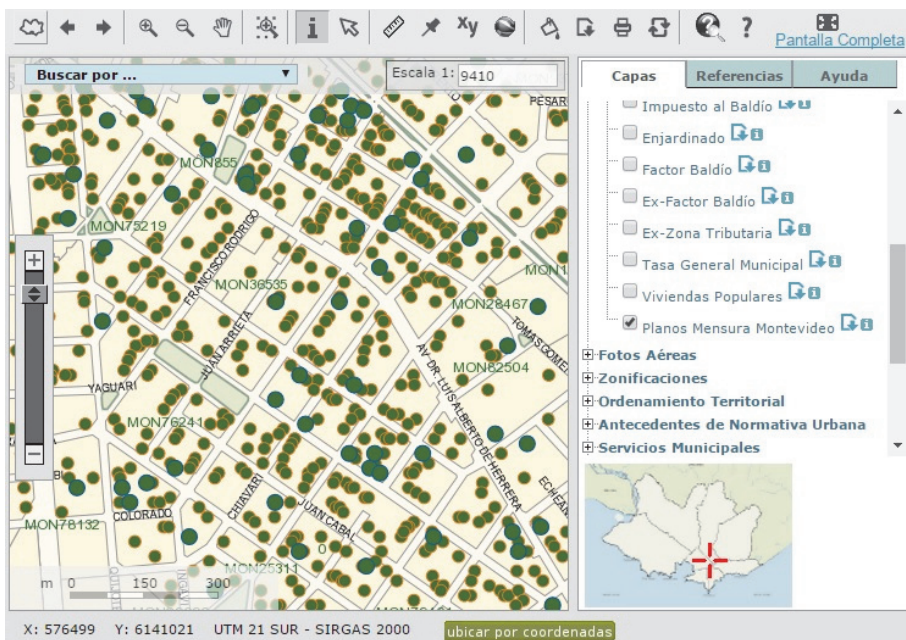 i
Xy
?
Pantalla Completa
Buscar por ...
Escala 1: 9410
Capas
Referencias
Ayuda
Impuesto al Baldío
Enjardinado
Factor Baldío
Ex-Factor Baldío
Ex-Zona Tributaria
Tasa General Municipal
Viviendas Populares
Planos Mensura Montevideo
Fotos Aéreas
Zonificaciones
Ordenamiento Territorial
Antecedentes de Normativa Urbana
Servicios Municipales
PESAR
MON855
MON75219
FRANCISCO RODRIGO
MON36535
MON1
MON28467
TOMAS GOME
JUAN ARRIETA
MON82504
YAGUARI
AV. DR. LUIS ALBERTO DE HERRERA
MON76241
CHIAVARI
JUAN CABAL
ECHEAN
COLORADO
MON78132
MON25311
m 0 150 300
X: 576499 Y: 6141021 UTM 21 SUR - SIRGAS 2000
ubicar por coordenadas